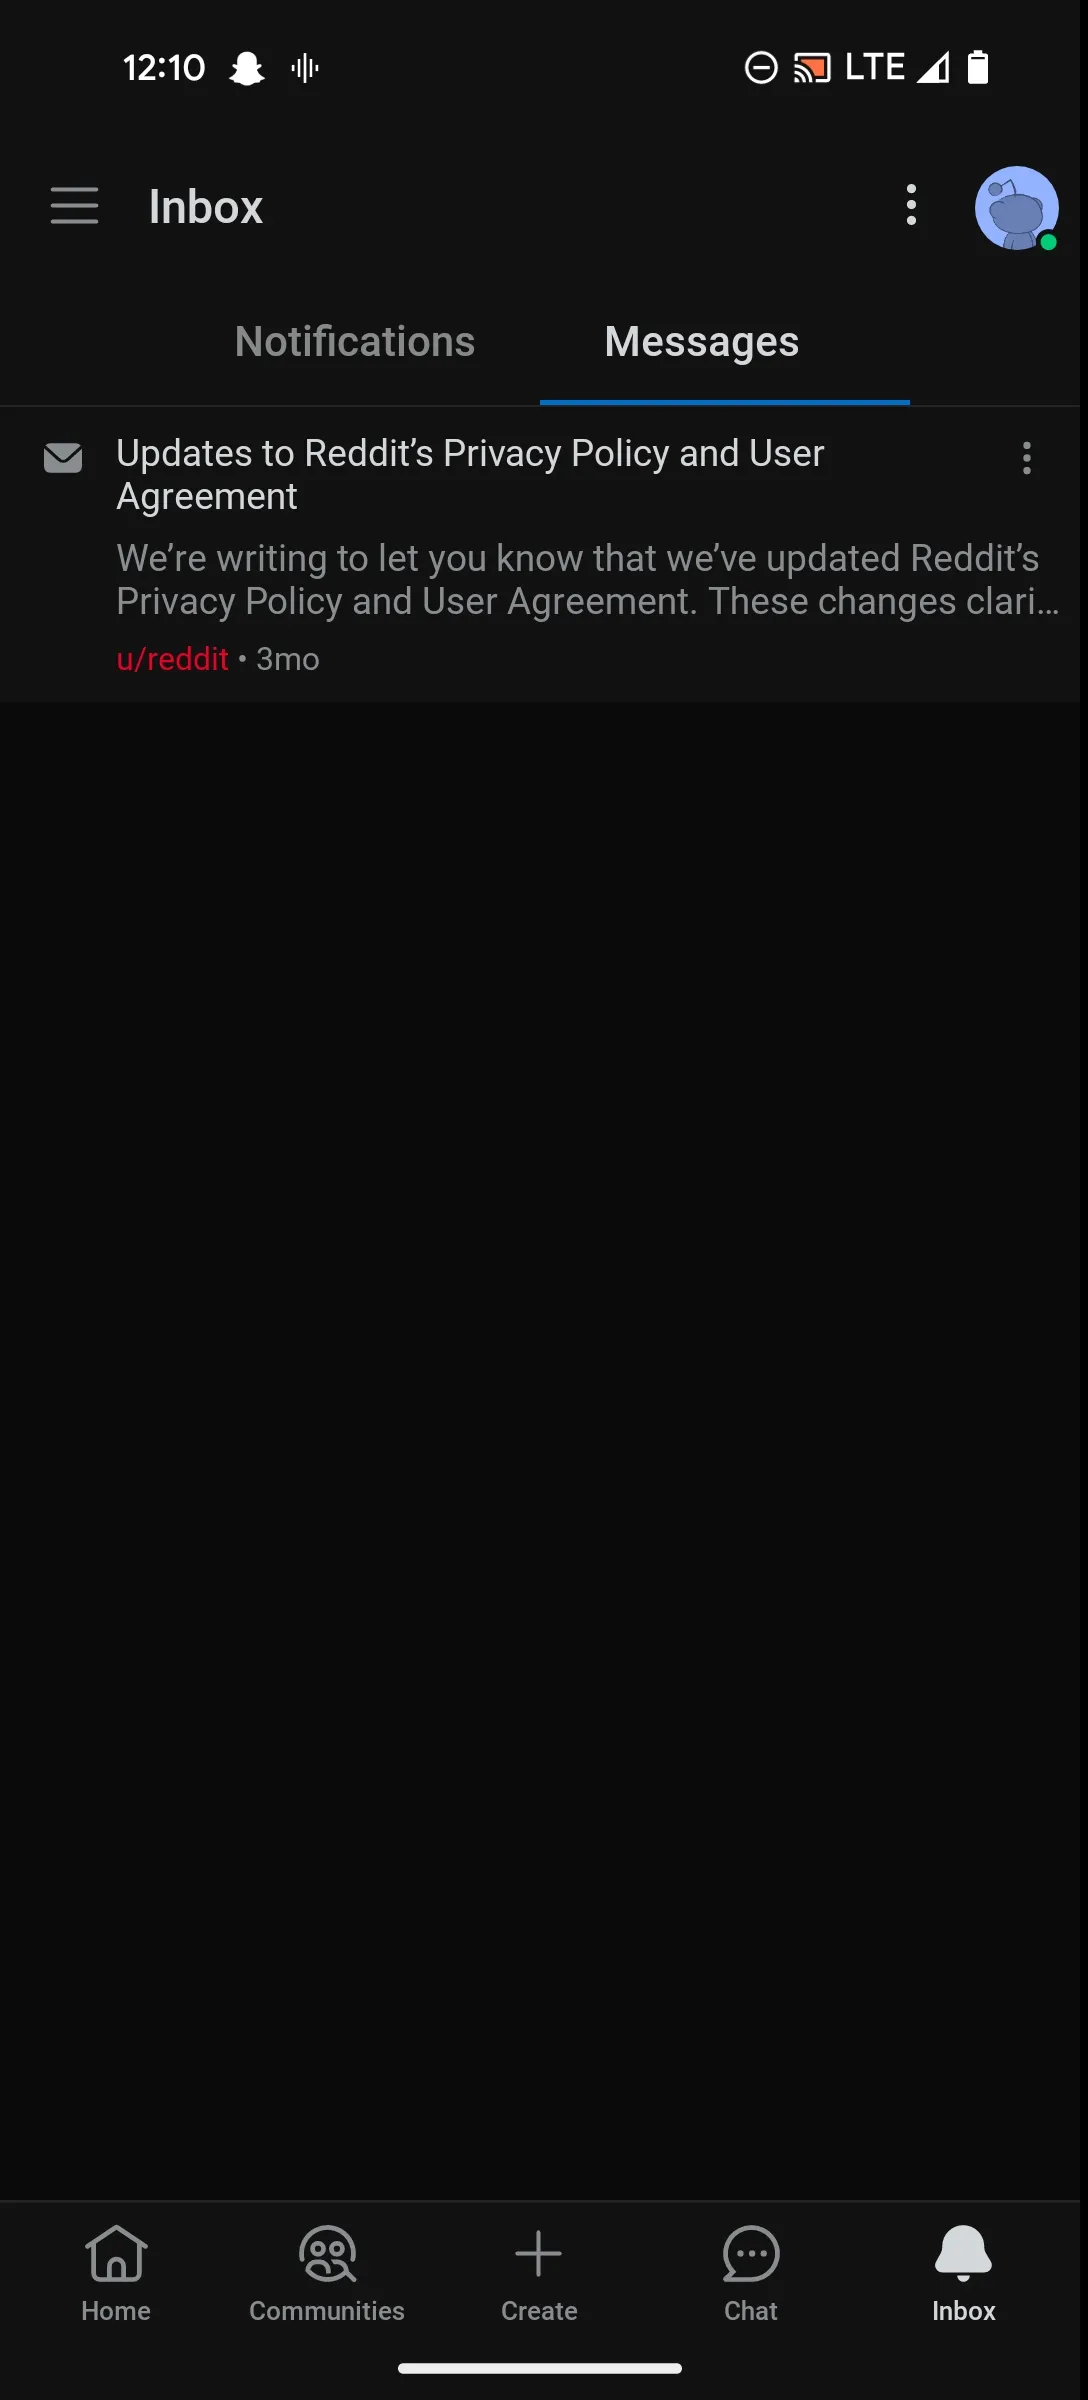 12:10 LTE
Inbox
Notifications Messages
Updates to Reddit’s Privacy Policy and User
Agreement
We’re writing to let you know that we’ve updated Reddit’s
Privacy Policy and User Agreement. These changes clari...
u/reddit • 3mo
Home Communities Create Chat Inbox